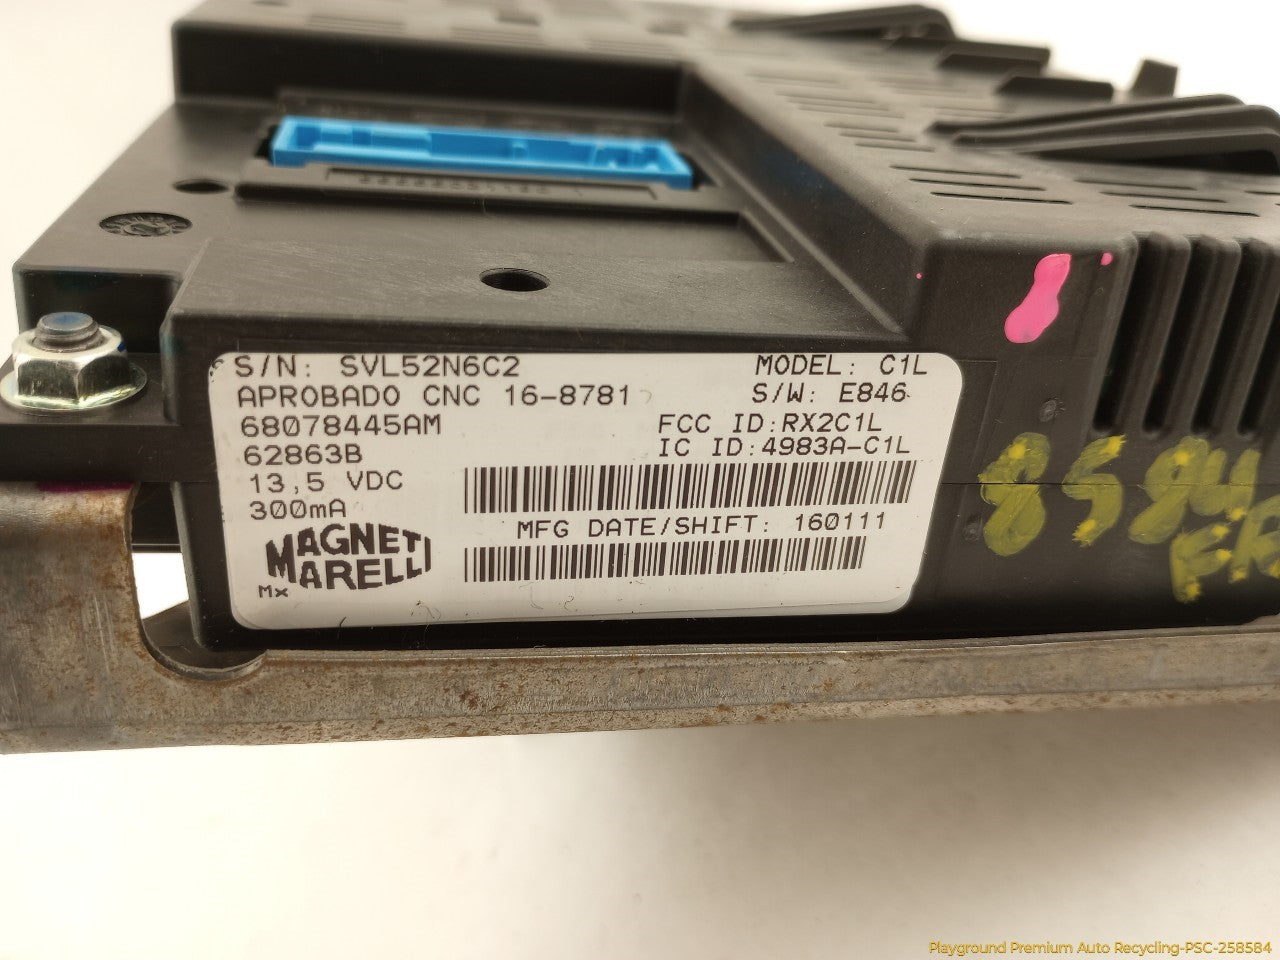 S/N: SVL52N6C2
MODEL: C1L
APROBADO CNC 16-8781
S/W: E846
68078445AM
FCC ID:RX2C1L
62863B
IC ID:4983A-C1L
13,5 VDC
300mA
MFG DATE/SHIFT: 160111
MAGNETI
MARELLI
Mx
8584
Playground Premium Auto Recycling-PSC-258584